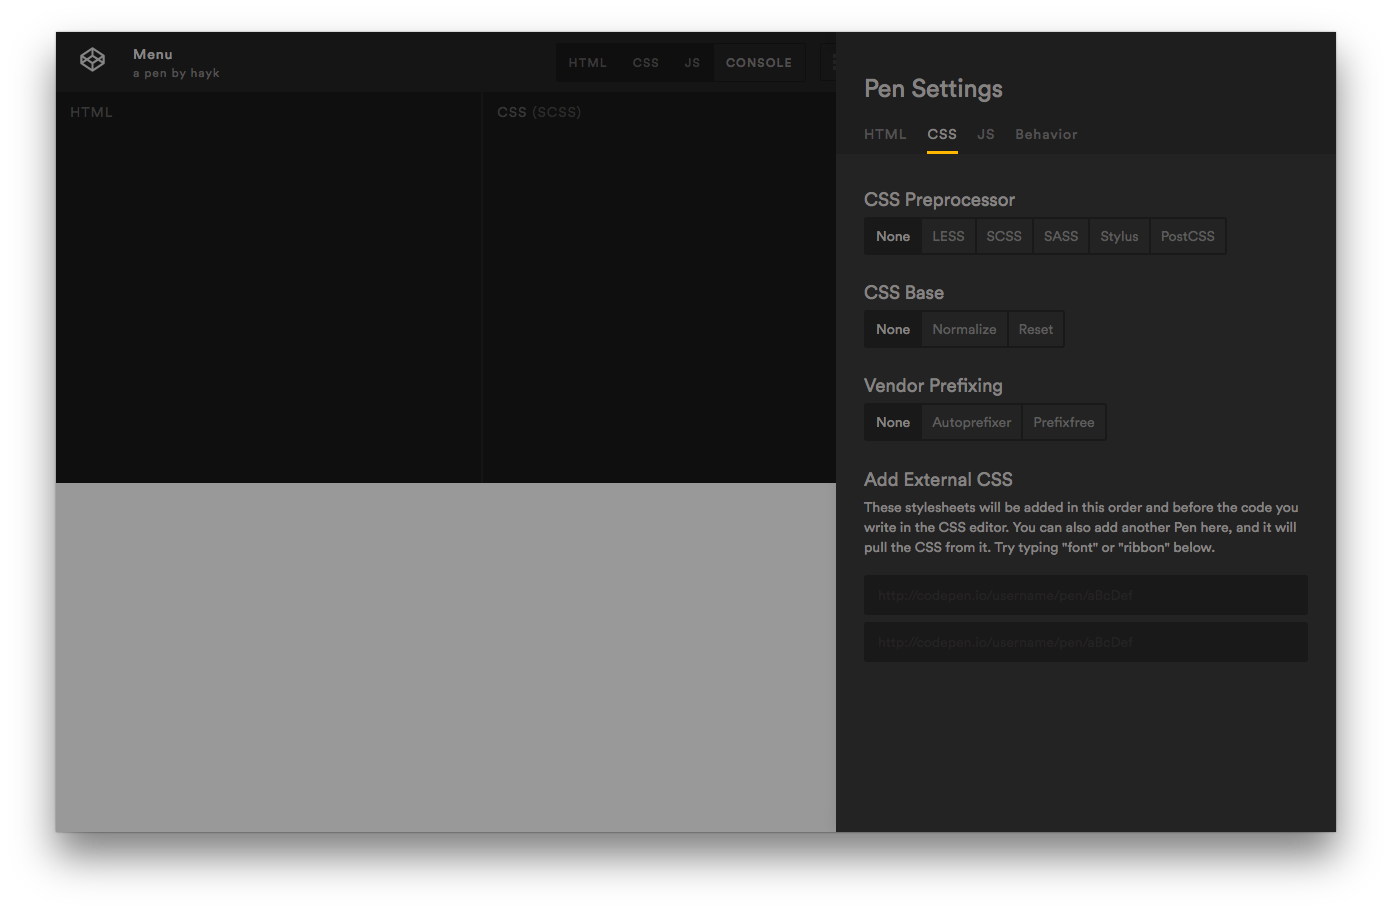 Menu
a pen by hayk
HTML CSS JS CONSOLE
HTML
CSS (SCSS)
Pen Settings
HTML CSS JS Behavior
CSS Preprocessor
None LESS SCSS SASS Stylus PostCSS
CSS Base
None Normalize Reset
Vendor Prefixing
None Autoprefixer Prefixfree
Add External CSS
These stylesheets will be added in this order and before the code you
write in the CSS editor. You can also add another Pen here, and it will
pull the CSS from it. Try typing "font" or "ribbon" below.
http://codepen.io/username/pen/aBcDef
http://codepen.io/username/pen/aBcDef